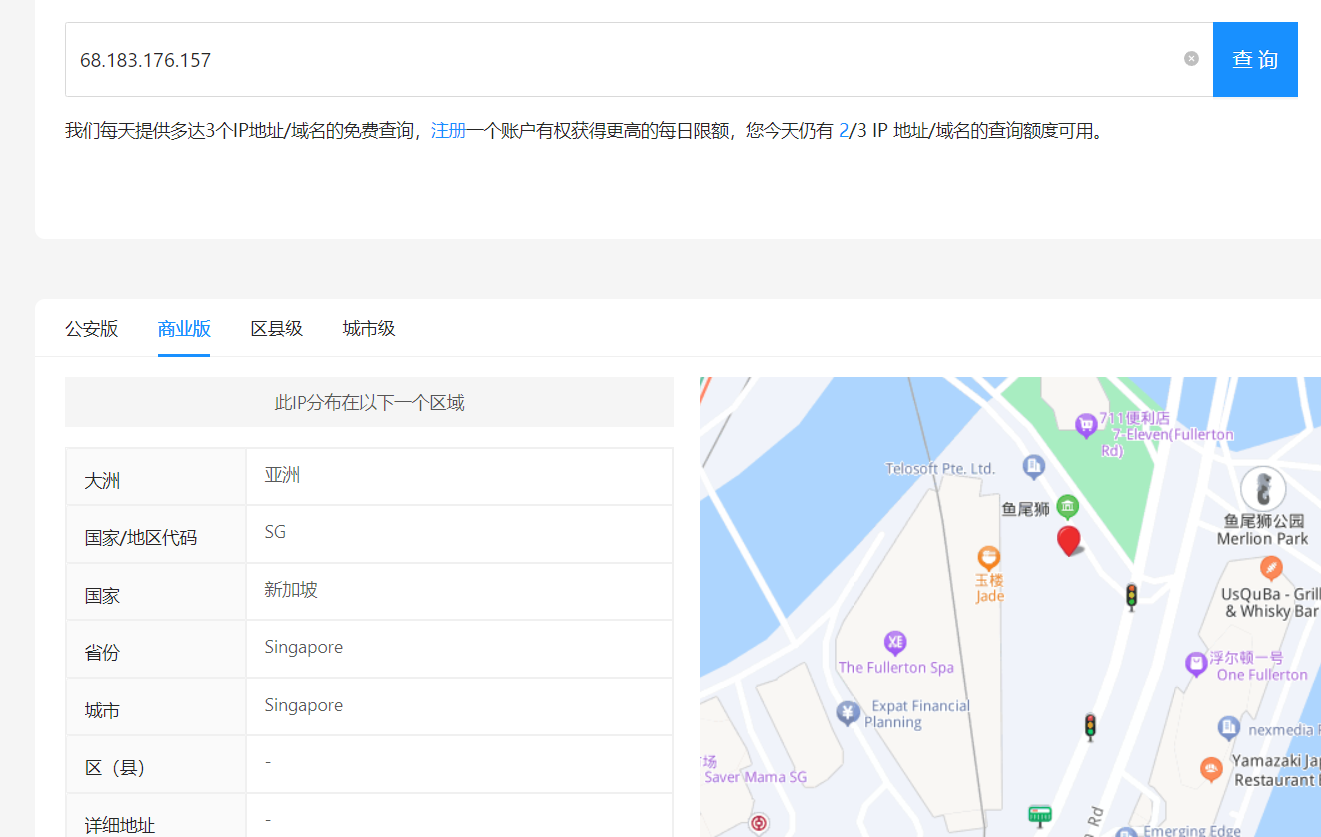 68.183.176.157
查 询
我们每天提供多达3个IP地址/域名的免费查询，注册一个账户有权获得更高的每日限额，您今天仍有 2/3 IP 地址/域名的查询额度可用。
公安版 商业版 区县级 城市级
此IP分布在以下一个区域
大洲 亚洲
国家/地区代码 SG
国家 新加坡
省份 Singapore
城市 Singapore
区（县） -
详细地址 -
711便利店
7-Eleven(Fullerton
Rd)
Telosoft Pte. Ltd.
鱼尾狮
鱼尾狮公园
Merlion Park
玉楼
Jade
UsQuBa - Grill
& Whisky Bar
XE
The Fullerton Spa
浮尔顿一号
One Fullerton
Expat Financial
Planning
nexmedia
场
Saver Mama SG
Yamazaki Jap
Restaurant
Rd
Emerging Edge